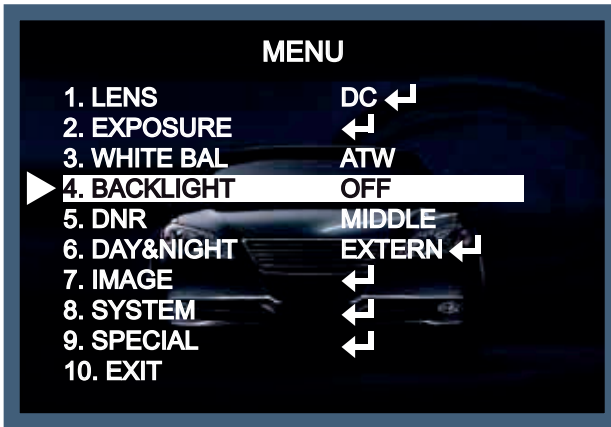 MENU
1. LENS DC ↵
2. EXPOSURE ↵
3. WHITE BAL ATW
4. BACKLIGHT OFF
5. DNR MIDDLE
6. DAY&NIGHT EXTERN ↵
7. IMAGE ↵
8. SYSTEM ↵
9. SPECIAL ↵
10. EXIT